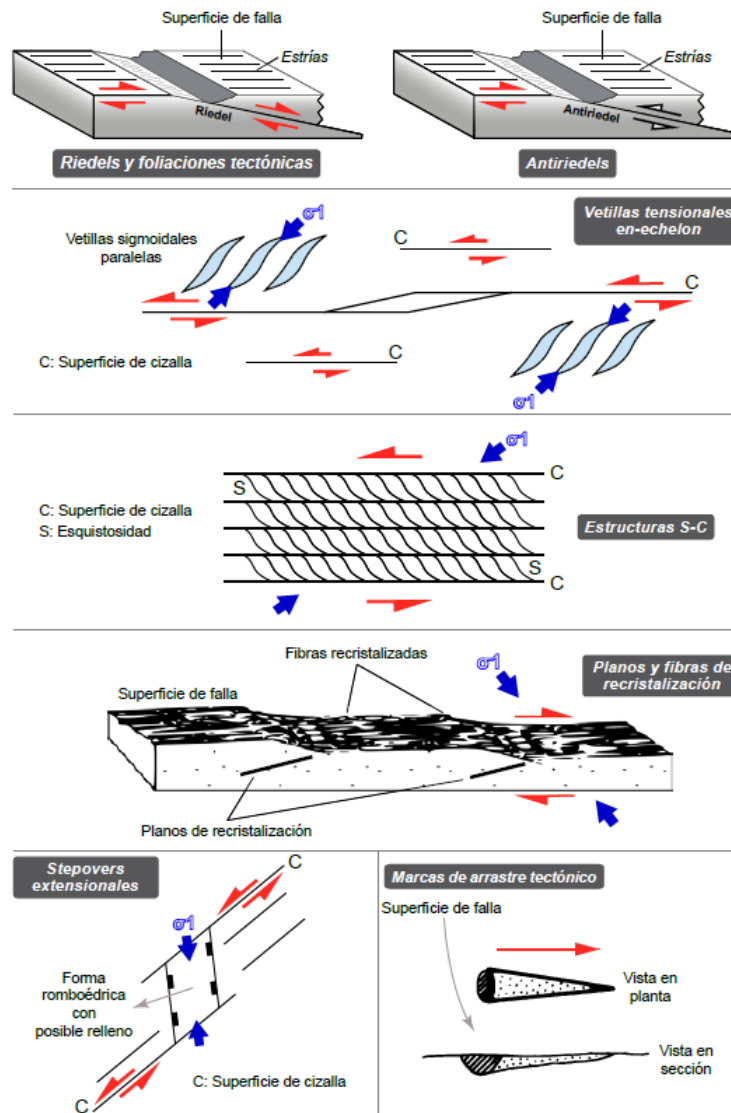 Superficie de falla
Estrías
Riedel
Riedels y foliaciones tectónicas
Superficie de falla
Estrías
Antiriedel
Antiriedels
Vetillas tensionales
en-echelon
Vetillas sigmoidales
paralelas
σ1
C
C
C: Superficie de cizalla
C
σ1
σ1
C
S
C: Superficie de cizalla
S: Esquistosidad
Estructuras S-C
S
C
Fibras recristalizadas
σ1
Planos y fibras de
recristalización
Superficie de falla
Planos de recristalización
Stepovers
extensionales
C
σ1
Forma
romboédrica
con
posible relleno
C: Superficie de cizalla
C
Marcas de arrastre tectónico
Superficie de falla
Vista en
planta
Vista en
sección